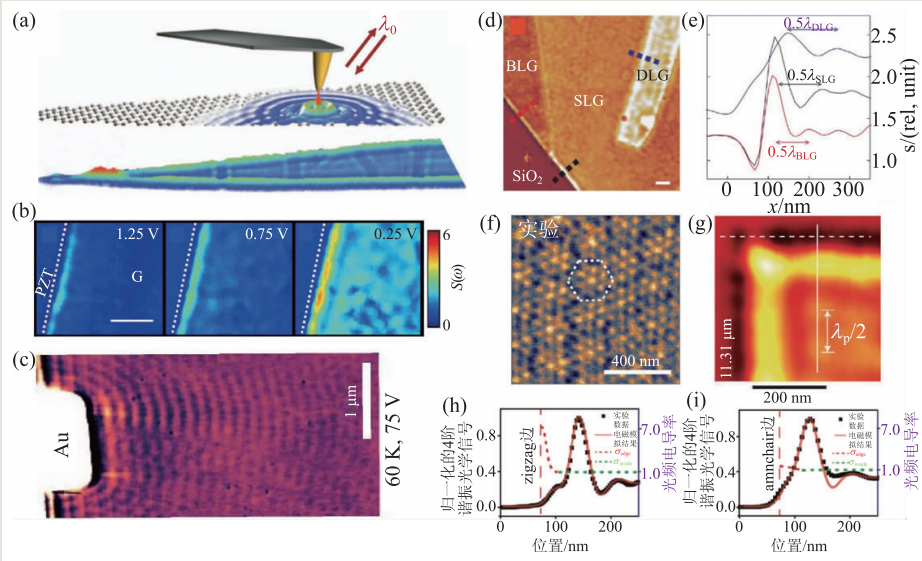 (a)
λ₀
(b)
1.25 V
0.75 V
0.25 V
PZT
G
6
0
S(ω)
(c)
Au
1 μm
60 K, 75 V
(d)
BLG
SLG
DLG
SiO₂
(e)
0.5λDLG
0.5λSLG
0.5λBLG
2.5
2.0
1.5
1.0
s/(rel, unit)
0
100
200
300
x/nm
(f)
实验
400 nm
(g)
11.31 μm
λp/2
200 nm
(h)
归一化的4阶
谐振光学信号
0.8
0.4
0.0
zigzag边
实验
数据
电磁模
拟结果
σedge
7.0
1.0
光频电导率
0
100
200
位置/nm
(i)
归一化的4阶
谐振光学信号
0.8
0.4
0.0
amnchair边
实验
数据
电磁模
拟结果
σedge
7.0
1.0
光频电导率
0
100
200
位置/nm